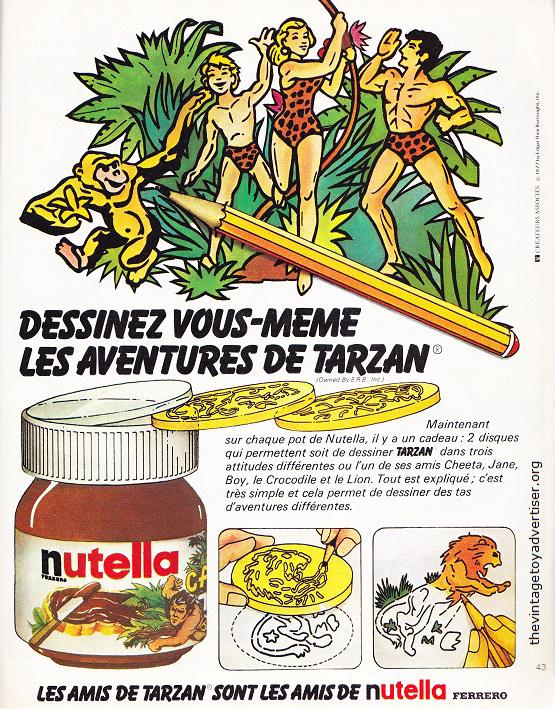 CREATEURS ASSOCIÉS © 1977 by Edgar Rice Burroughs, Inc.
DESSINEZ VOUS-MEME
LES AVENTURES DE TARZAN®
(Owned By E.R.B., Inc.)
Maintenant
sur chaque pot de Nutella, il y a un cadeau : 2 disques
qui permettent soit de dessiner TARZAN dans trois
attitudes différentes ou l'un de ses amis Cheeta, Jane,
Boy, le Crocodile et le Lion. Tout est expliqué ; c'est
très simple et cela permet de dessiner des tas
d'aventures différentes.
nutella
FERRERO
thevintagetoyadvertiser.org
43
LES AMIS DE TARZAN® SONT LES AMIS DE nutella FERRERO